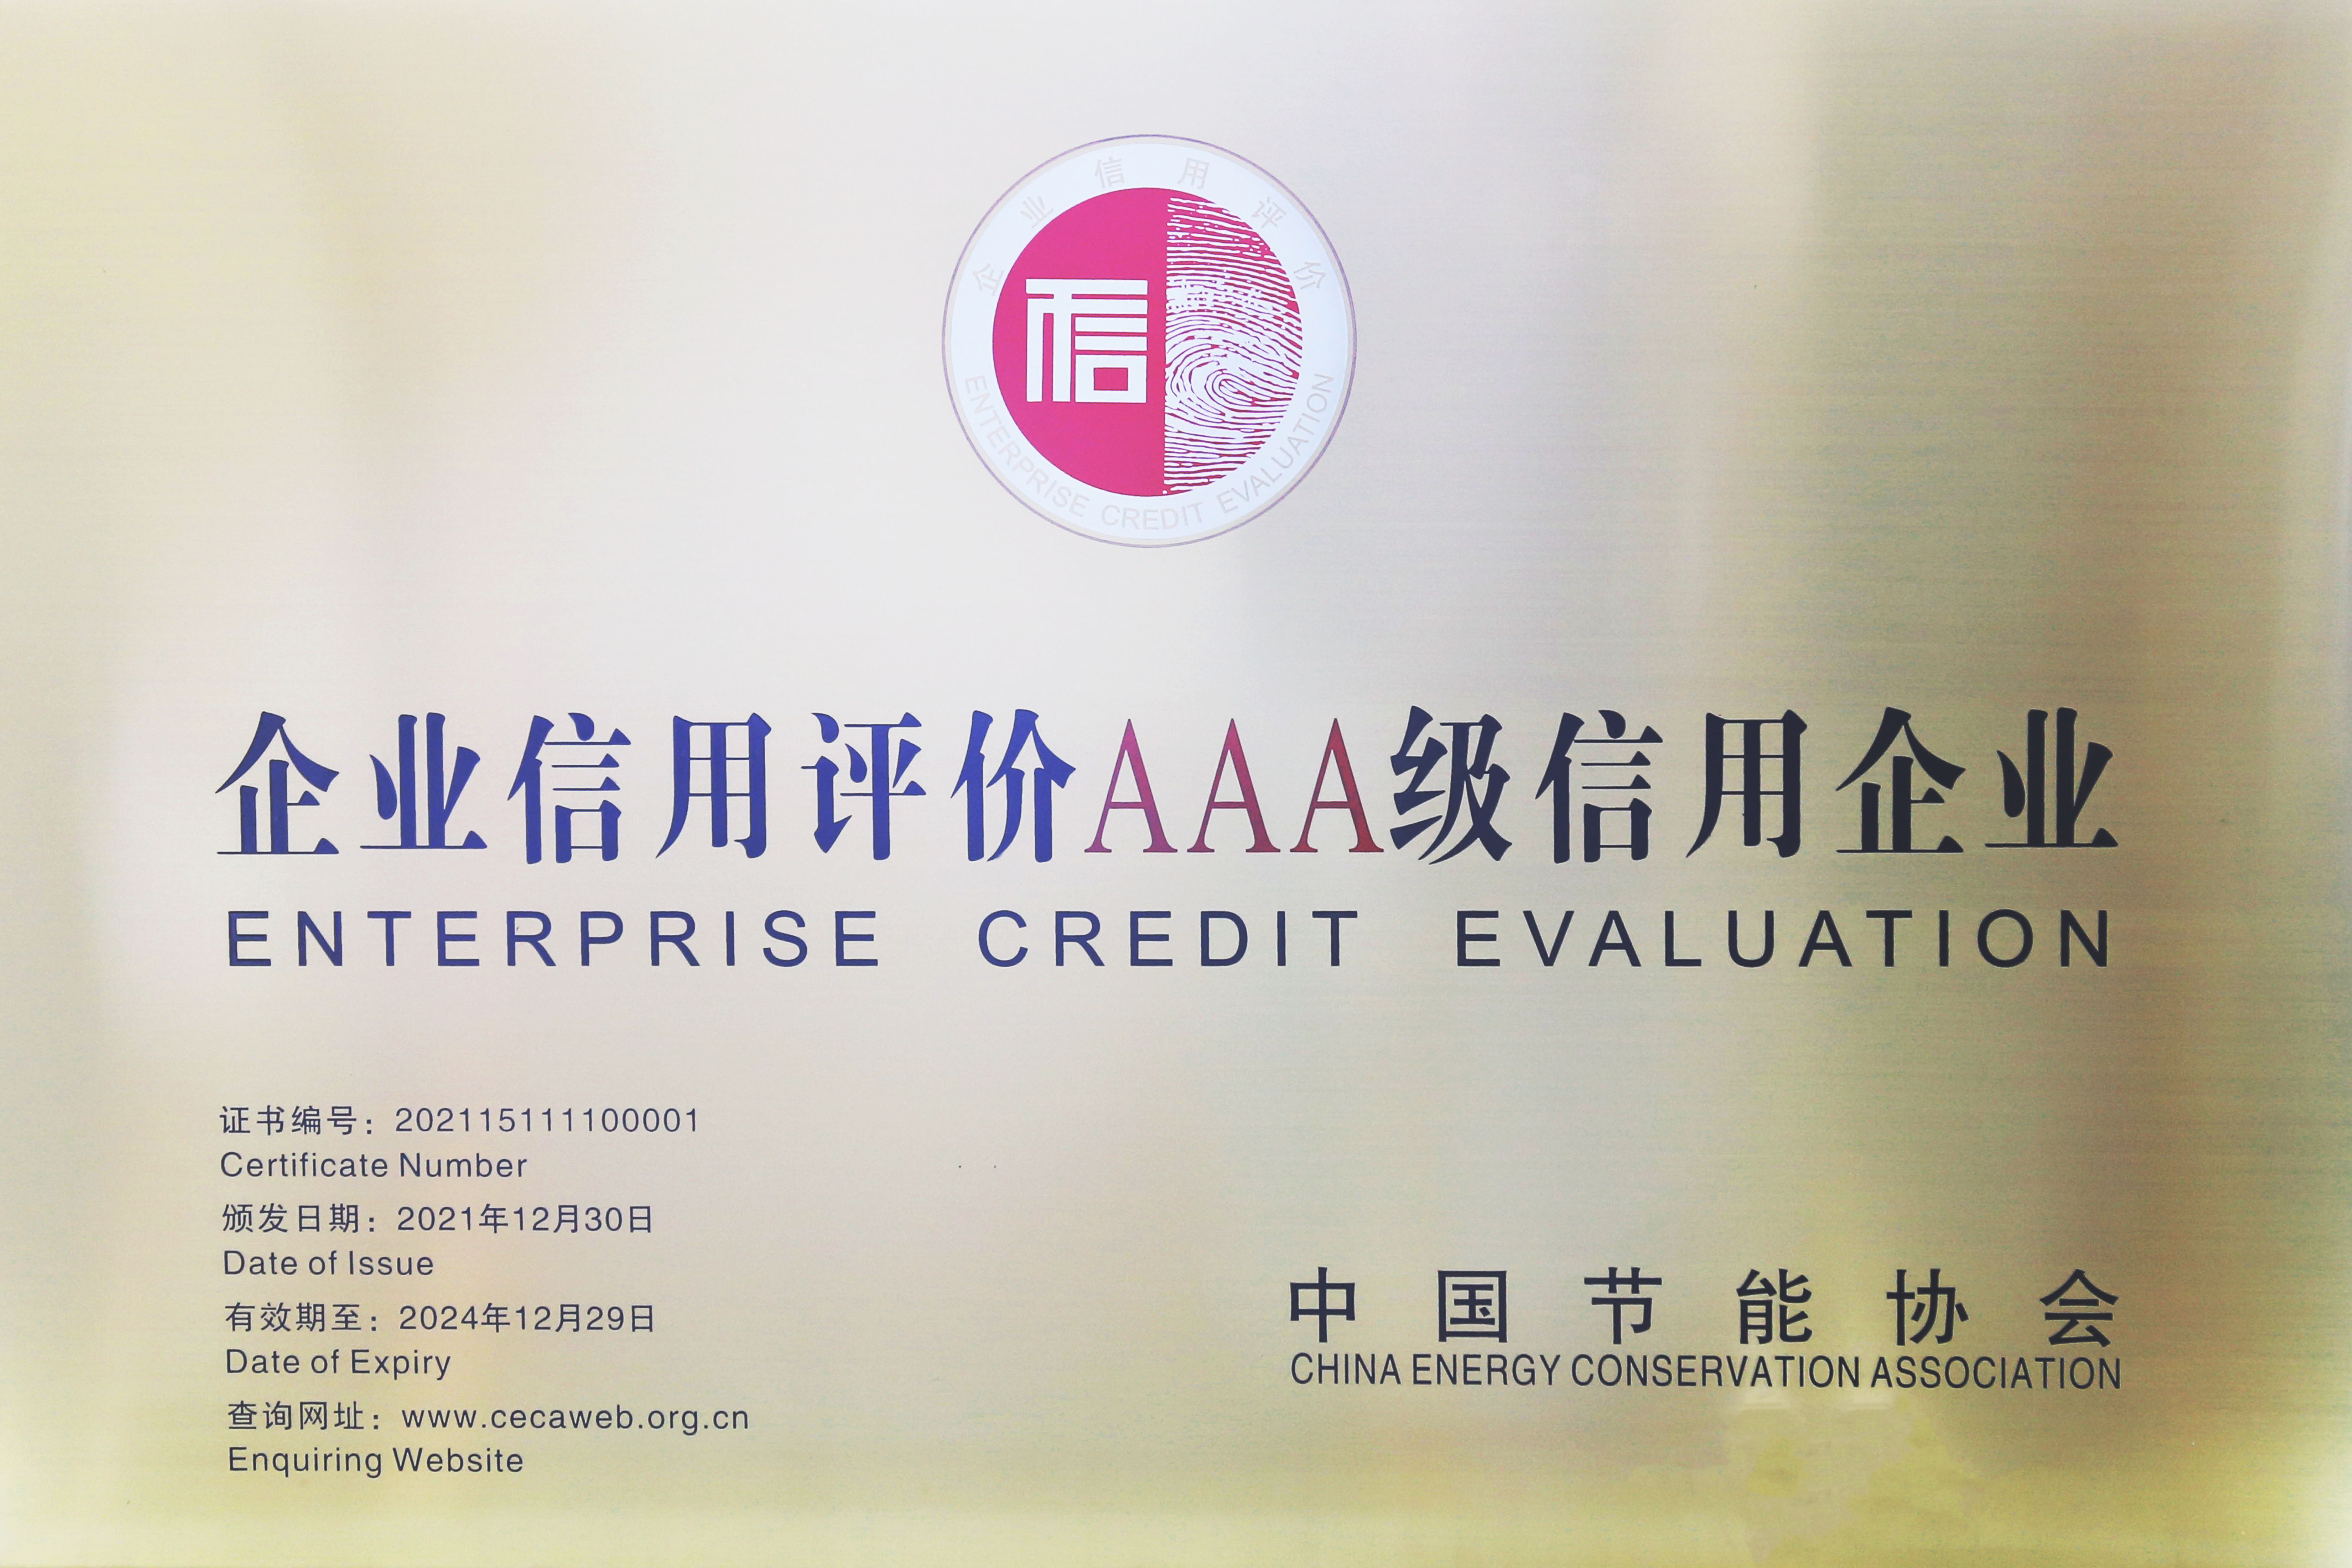 企业信用评价
信
ENTERPRISE CREDIT EVALUATION
企业信用评价AAA级信用企业
ENTERPRISE CREDIT EVALUATION
证书编号：202115111100001
Certificate Number
颁发日期：2021年12月30日
Date of Issue
有效期至：2024年12月29日
Date of Expiry
查询网址：www.cecaweb.org.cn
Enquiring Website
中国节能协会
CHINA ENERGY CONSERVATION ASSOCIATION